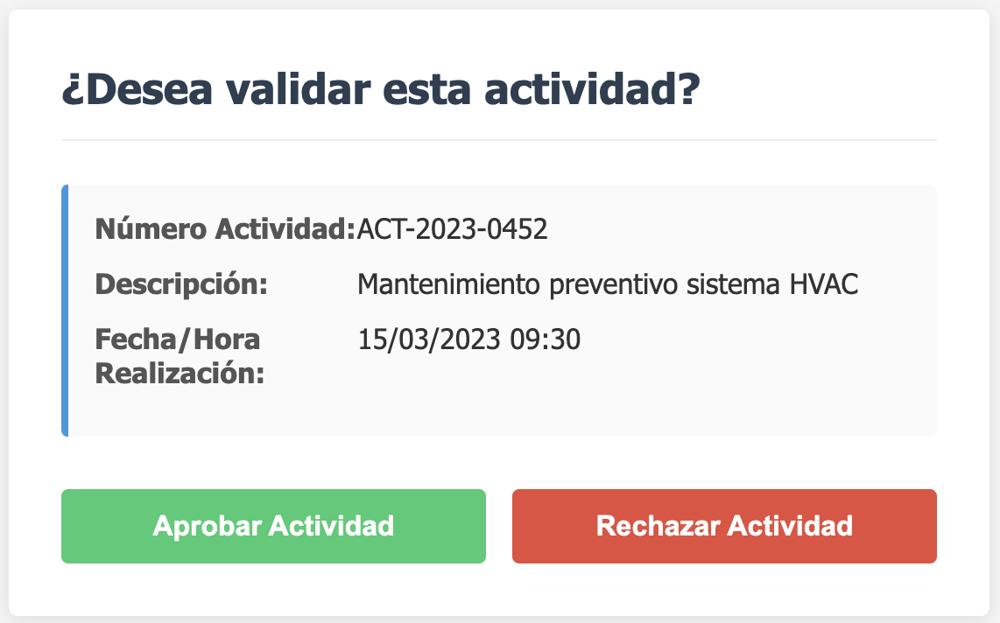 ¿Desea validar esta actividad?
Número Actividad:ACT-2023-0452
Descripción: Mantenimiento preventivo sistema HVAC
Fecha/Hora 15/03/2023 09:30
Realización:
Aprobar Actividad Rechazar Actividad